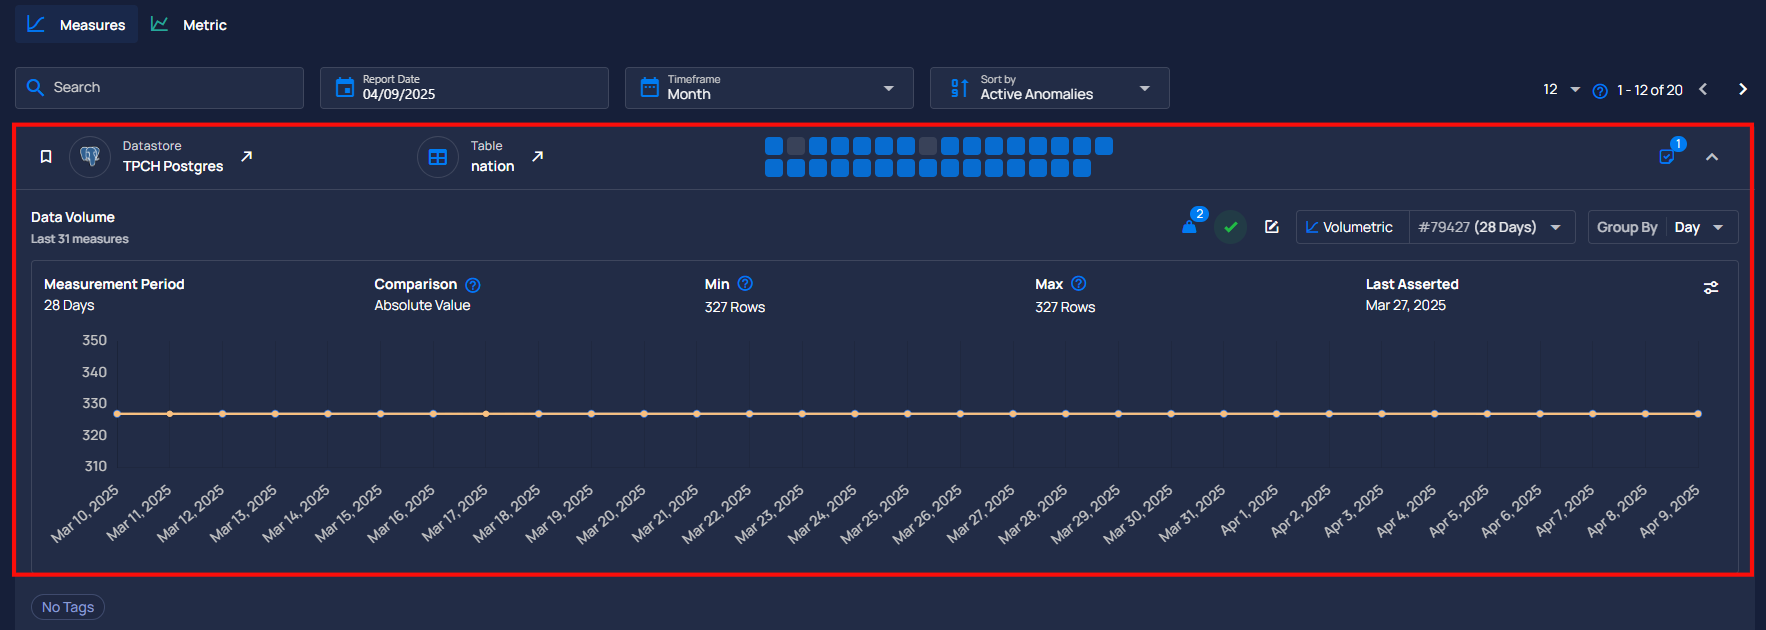 Measures Metric
Search
Report Date
04/09/2025
Timeframe
Month
Sort by
Active Anomalies
12 1 - 12 of 20
Datastore
TPCH Postgres
Table
nation
1
Data Volume
Last 31 measures
2
Volumetric #79427 (28 Days)
Group By Day
Measurement Period
28 Days
Comparison
Absolute Value
Min
327 Rows
Max
327 Rows
Last Asserted
Mar 27, 2025
350
340
330
320
310
Mar 10, 2025
Mar 11, 2025
Mar 12, 2025
Mar 13, 2025
Mar 14, 2025
Mar 15, 2025
Mar 16, 2025
Mar 17, 2025
Mar 18, 2025
Mar 19, 2025
Mar 20, 2025
Mar 21, 2025
Mar 22, 2025
Mar 23, 2025
Mar 24, 2025
Mar 25, 2025
Mar 26, 2025
Mar 27, 2025
Mar 28, 2025
Mar 29, 2025
Mar 30, 2025
Mar 31, 2025
Apr 1, 2025
Apr 2, 2025
Apr 3, 2025
Apr 4, 2025
Apr 5, 2025
Apr 6, 2025
Apr 7, 2025
Apr 8, 2025
Apr 9, 2025
No Tags